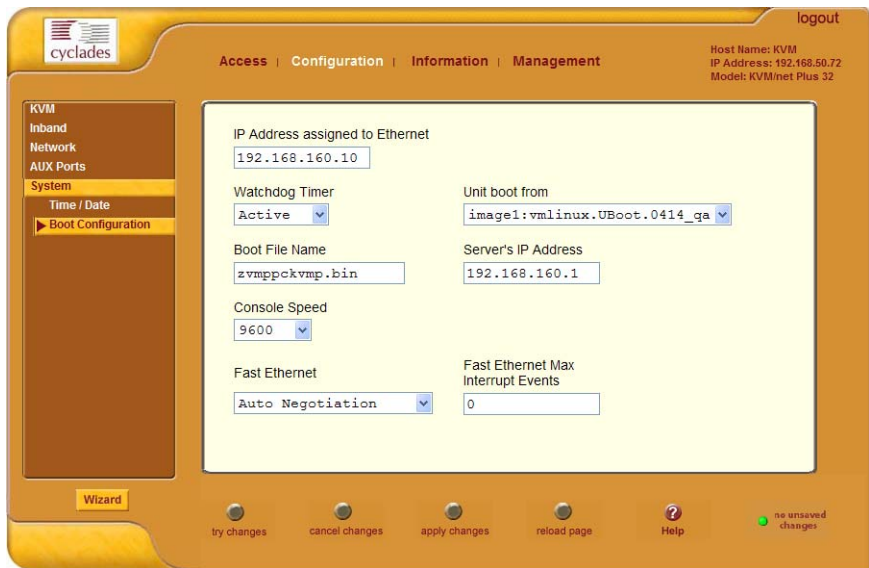 logout
cyclades
Access | Configuration | Information | Management
Host Name: KVM
IP Address: 192.168.50.72
Model: KVM/net Plus 32
KVM
Inband
Network
AUX Ports
System
Time / Date
Boot Configuration
Wizard
IP Address assigned to Ethernet
192.168.160.10
Watchdog Timer
Active
Unit boot from
image1:vmlinux.UBoot.0414_qa
Boot File Name
zvmppckvmp.bin
Server's IP Address
192.168.160.1
Console Speed
9600
Fast Ethernet
Auto Negotiation
Fast Ethernet Max
Interrupt Events
0
try changes
cancel changes
apply changes
reload page
?
Help
no unsaved
changes